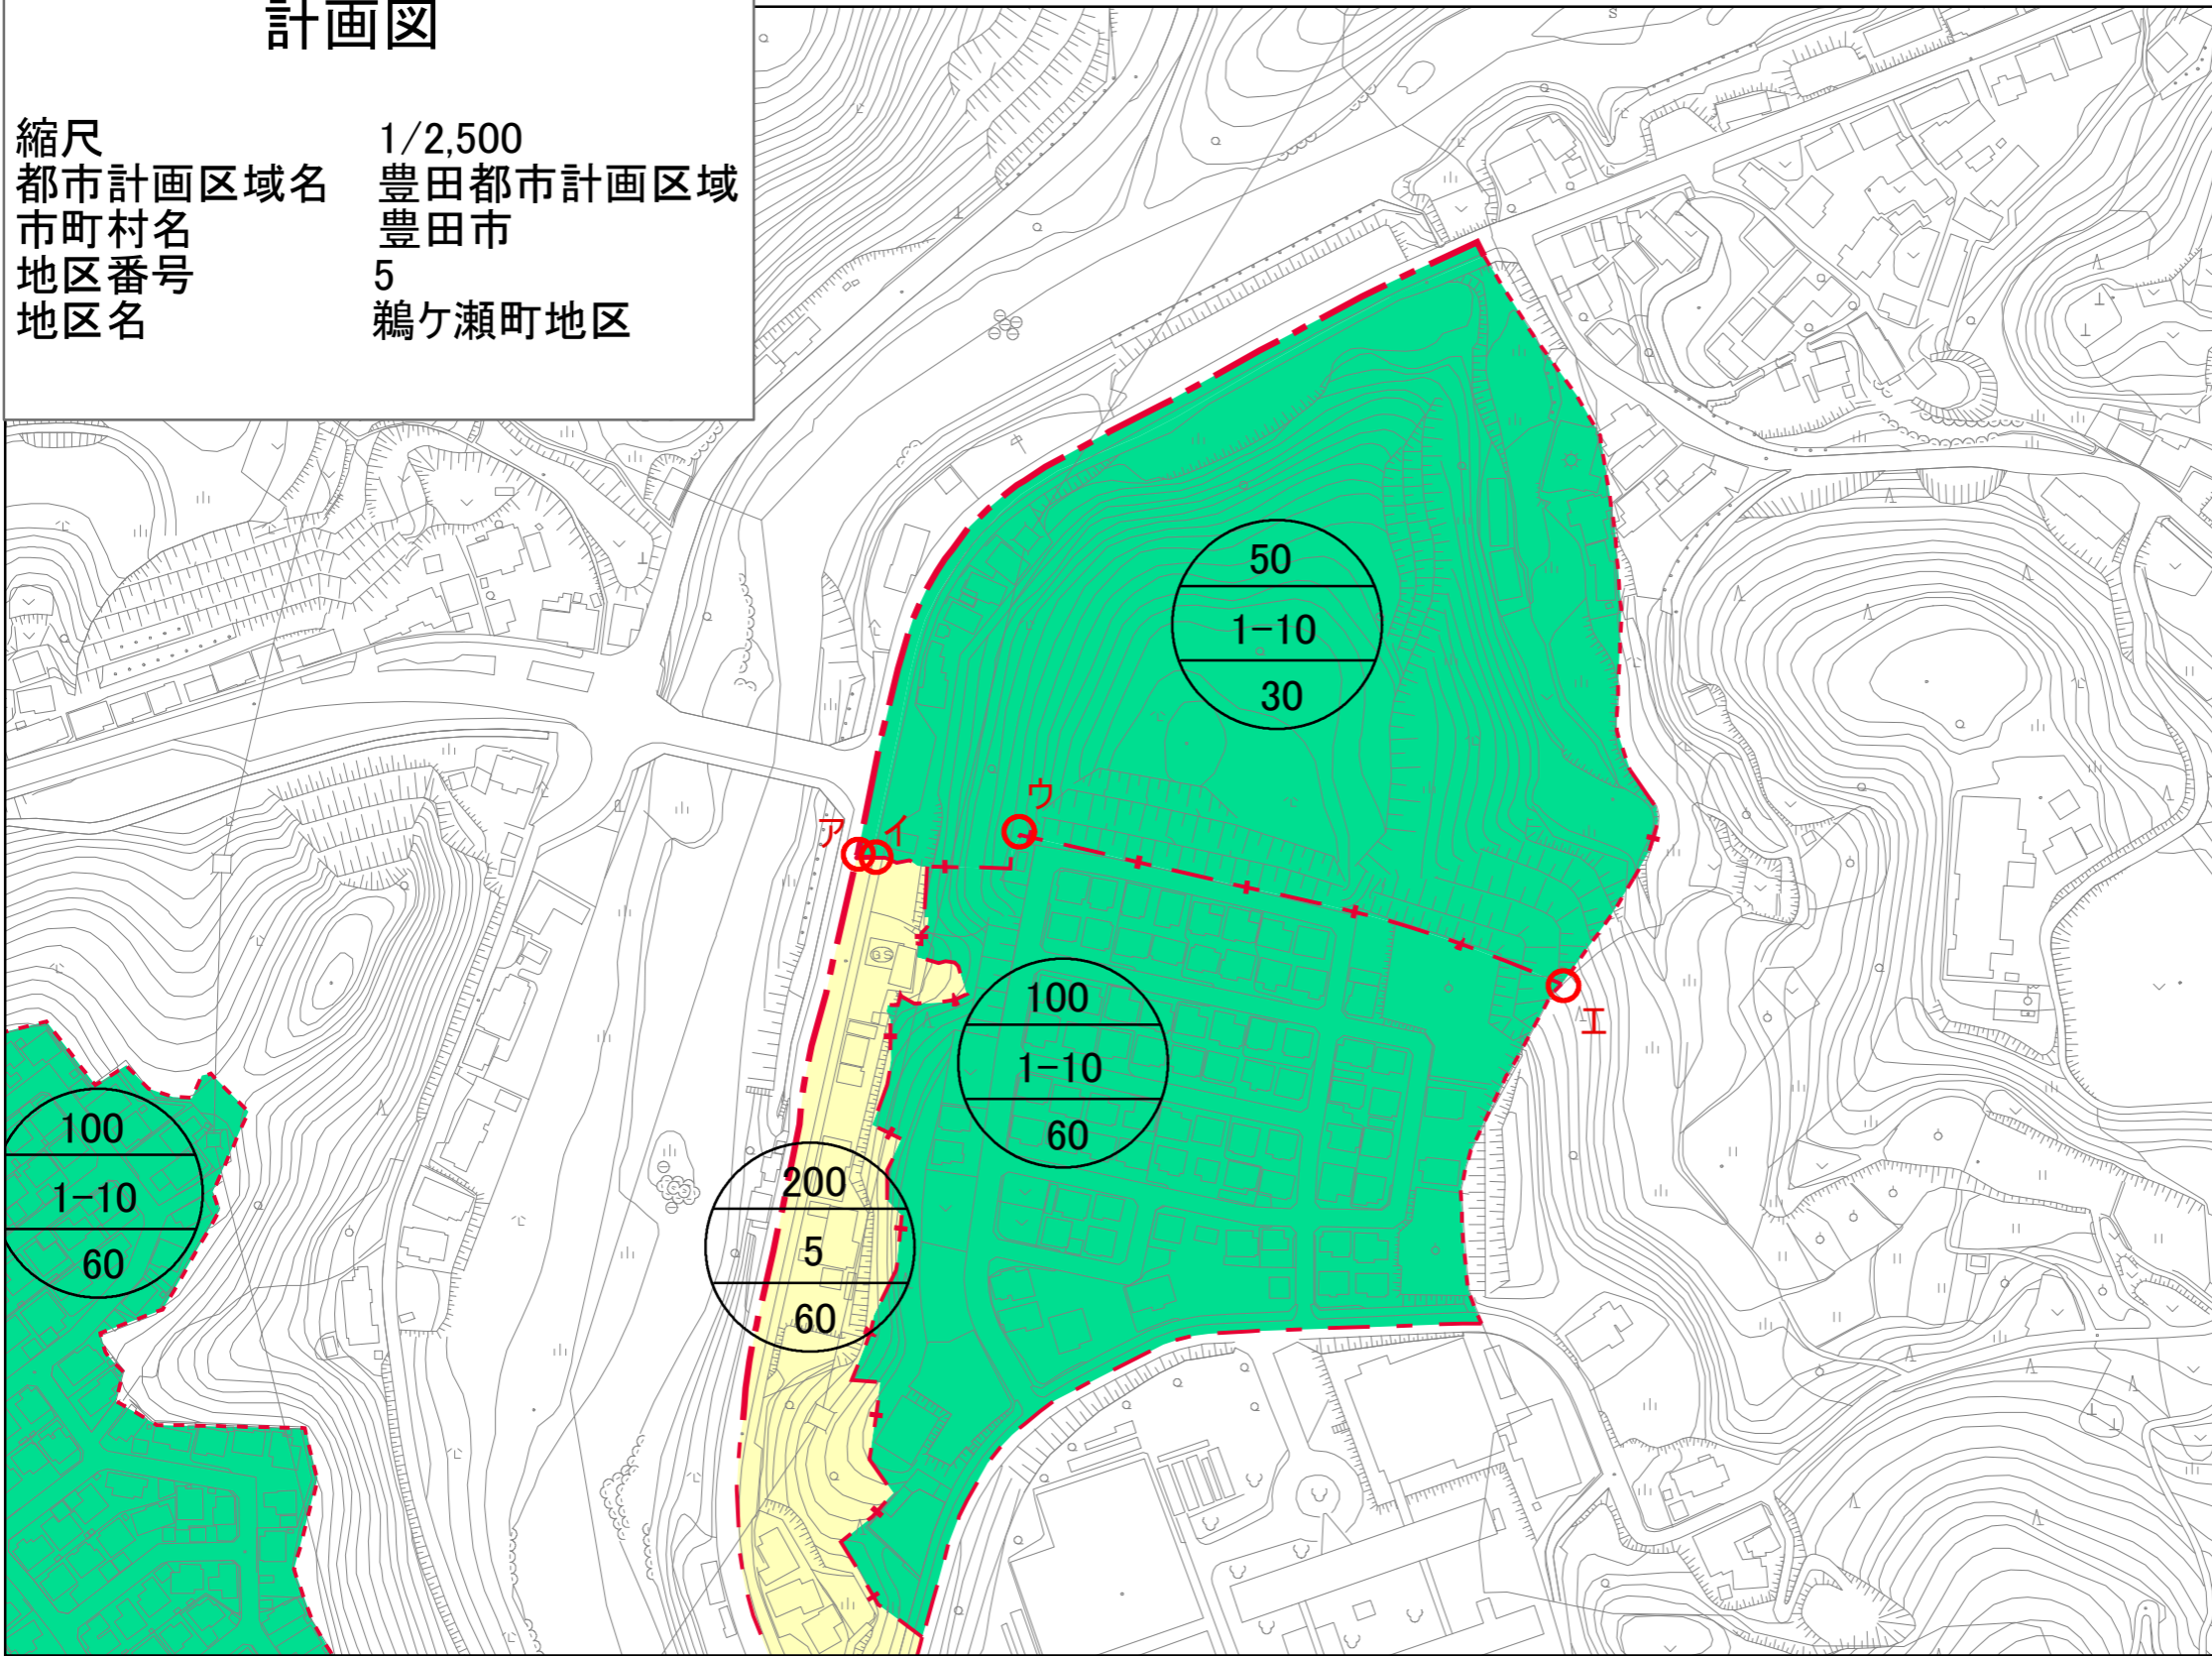 計画図
縮尺 1/2,500
都市計画区域名 豊田都市計画区域
市町村名 豊田市
地区番号 5
地区名 鵜ケ瀬町地区
S
50
1-10
30
ウ
ア イ
GS
エ
100
1-10
60
100
1-10
60
200
5
60